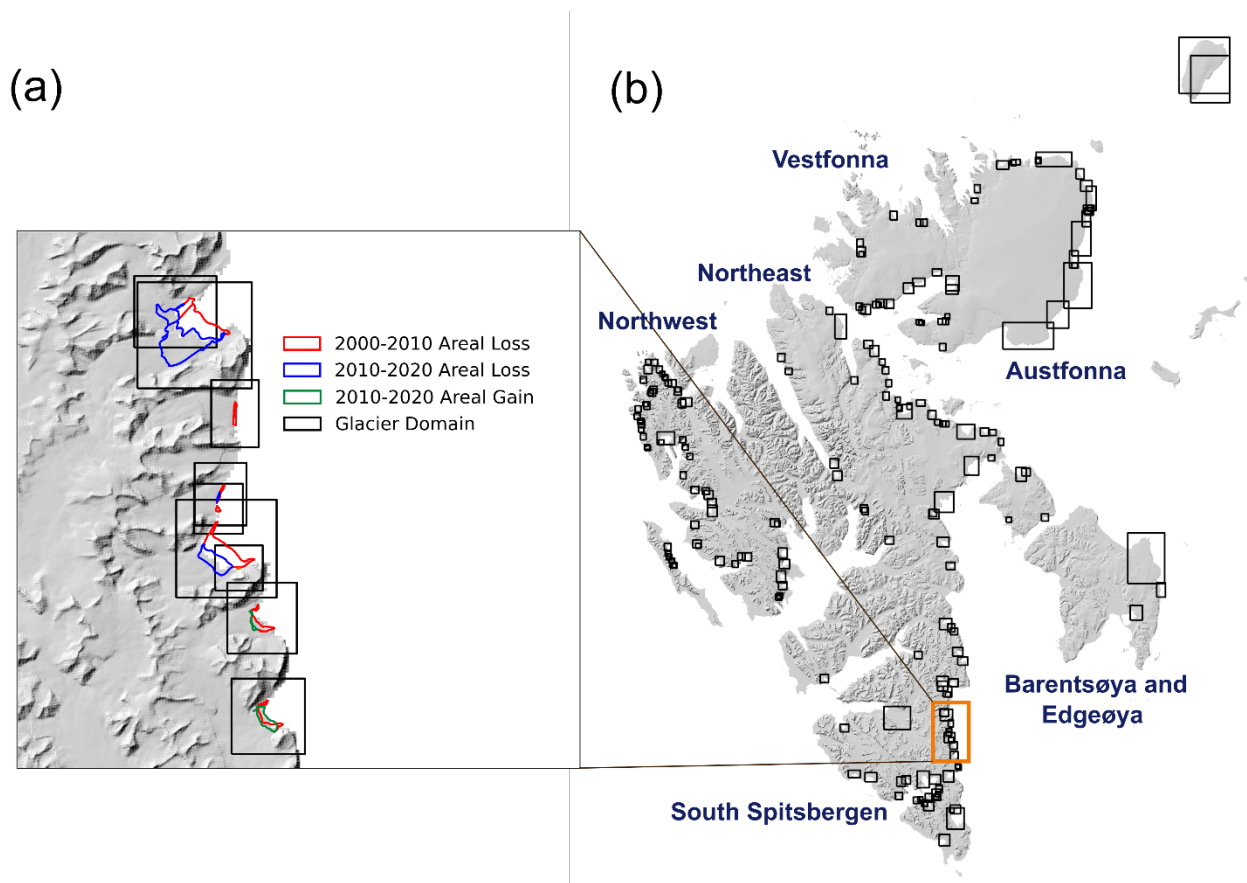 (a)
2000-2010 Areal Loss
2010-2020 Areal Loss
2010-2020 Areal Gain
Glacier Domain
(b)
Vestfonna
Northeast
Northwest
Austfonna
Barentsøya and
Edgeøya
South Spitsbergen